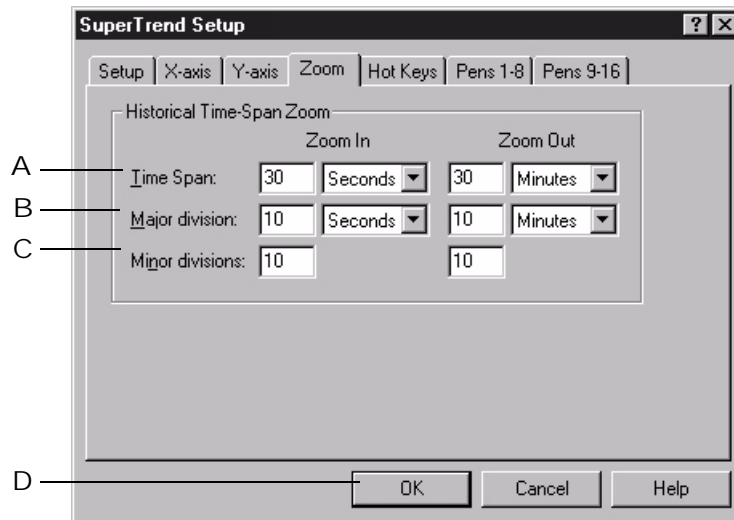 SuperTrend Setup
Setup X-axis Y-axis Zoom Hot Keys Pens 1-8 Pens 9-16
Historical Time-Span Zoom
Zoom In Zoom Out
A Time Span: 30 Seconds 30 Minutes
B Major division: 10 Seconds 10 Minutes
C Minor divisions: 10 10
D OK Cancel Help